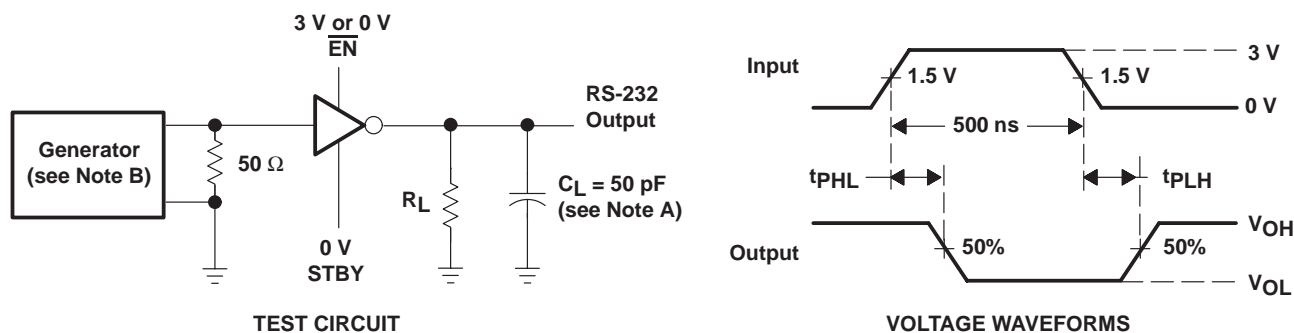 3 V or 0 V
EN
RS-232
Output
Generator
(see Note B)
50 Ω
RL
CL = 50 pF
(see Note A)
0 V
STBY
TEST CIRCUIT
Input
3 V
1.5 V
1.5 V
0 V
500 ns
tPHL
tPLH
Output
VOH
50%
50%
VOL
VOLTAGE WAVEFORMS